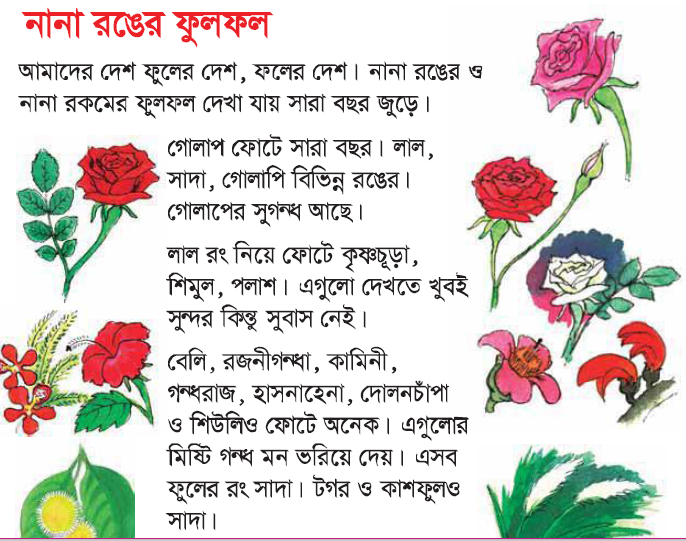 নানা রঙের ফুলফল
আমাদের দেশ ফুলের দেশ, ফলের দেশ। নানা রঙের ও
নানা রকমের ফুলফল দেখা যায় সারা বছর জুড়ে।
গোলাপ ফোটে সারা বছর। লাল,
সাদা, গোলাপি বিভিন্ন রঙের।
গোলাপের সুগন্ধ আছে।
লাল রং নিয়ে ফোটে কৃষ্ণচূড়া,
শিমুল, পলাশ। এগুলো দেখতে খুবই
সুন্দর কিন্তু সুবাস নেই।
বেলি, রজনীগন্ধা, কামিনী,
গন্ধরাজ, হাসনাহেনা, দোলনচাঁপা
ও শিউলিও ফোটে অনেক। এগুলোর
মিষ্টি গন্ধ মন ভরিয়ে দেয়। এসব
ফুলের রং সাদা। টগর ও কাশফুলও
সাদা।